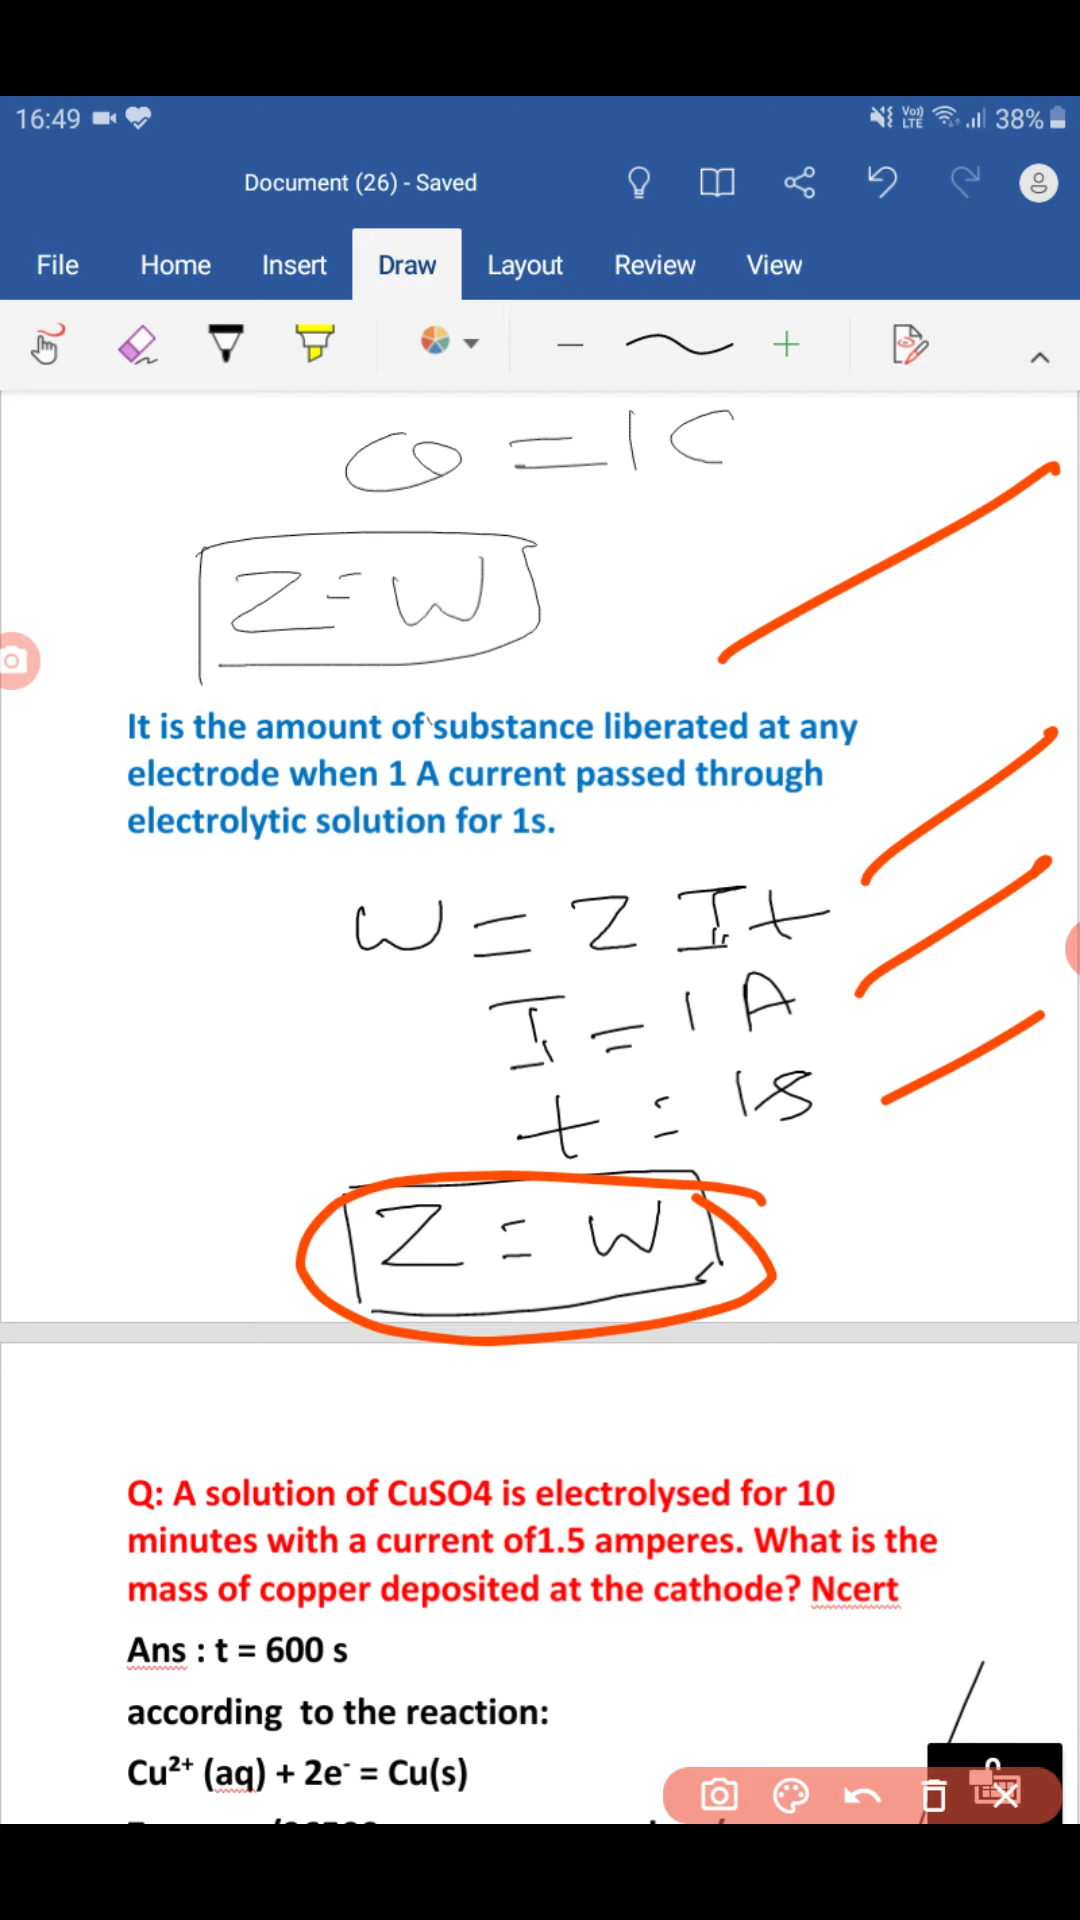 16:49 Vo)) LTE 38%
Document (26) - Saved
File Home Insert Draw Layout Review View
= 1C
Z = W
It is the amount of substance liberated at any
electrode when 1 A current passed through
electrolytic solution for 1s.
W = Z I t
I = 1 A
t = 1s
Z = W
Q: A solution of CuSO4 is electrolysed for 10
minutes with a current of1.5 amperes. What is the
mass of copper deposited at the cathode? Ncert
Ans : t = 600 s
according to the reaction:
Cu²⁺ (aq) + 2e⁻ = Cu(s)